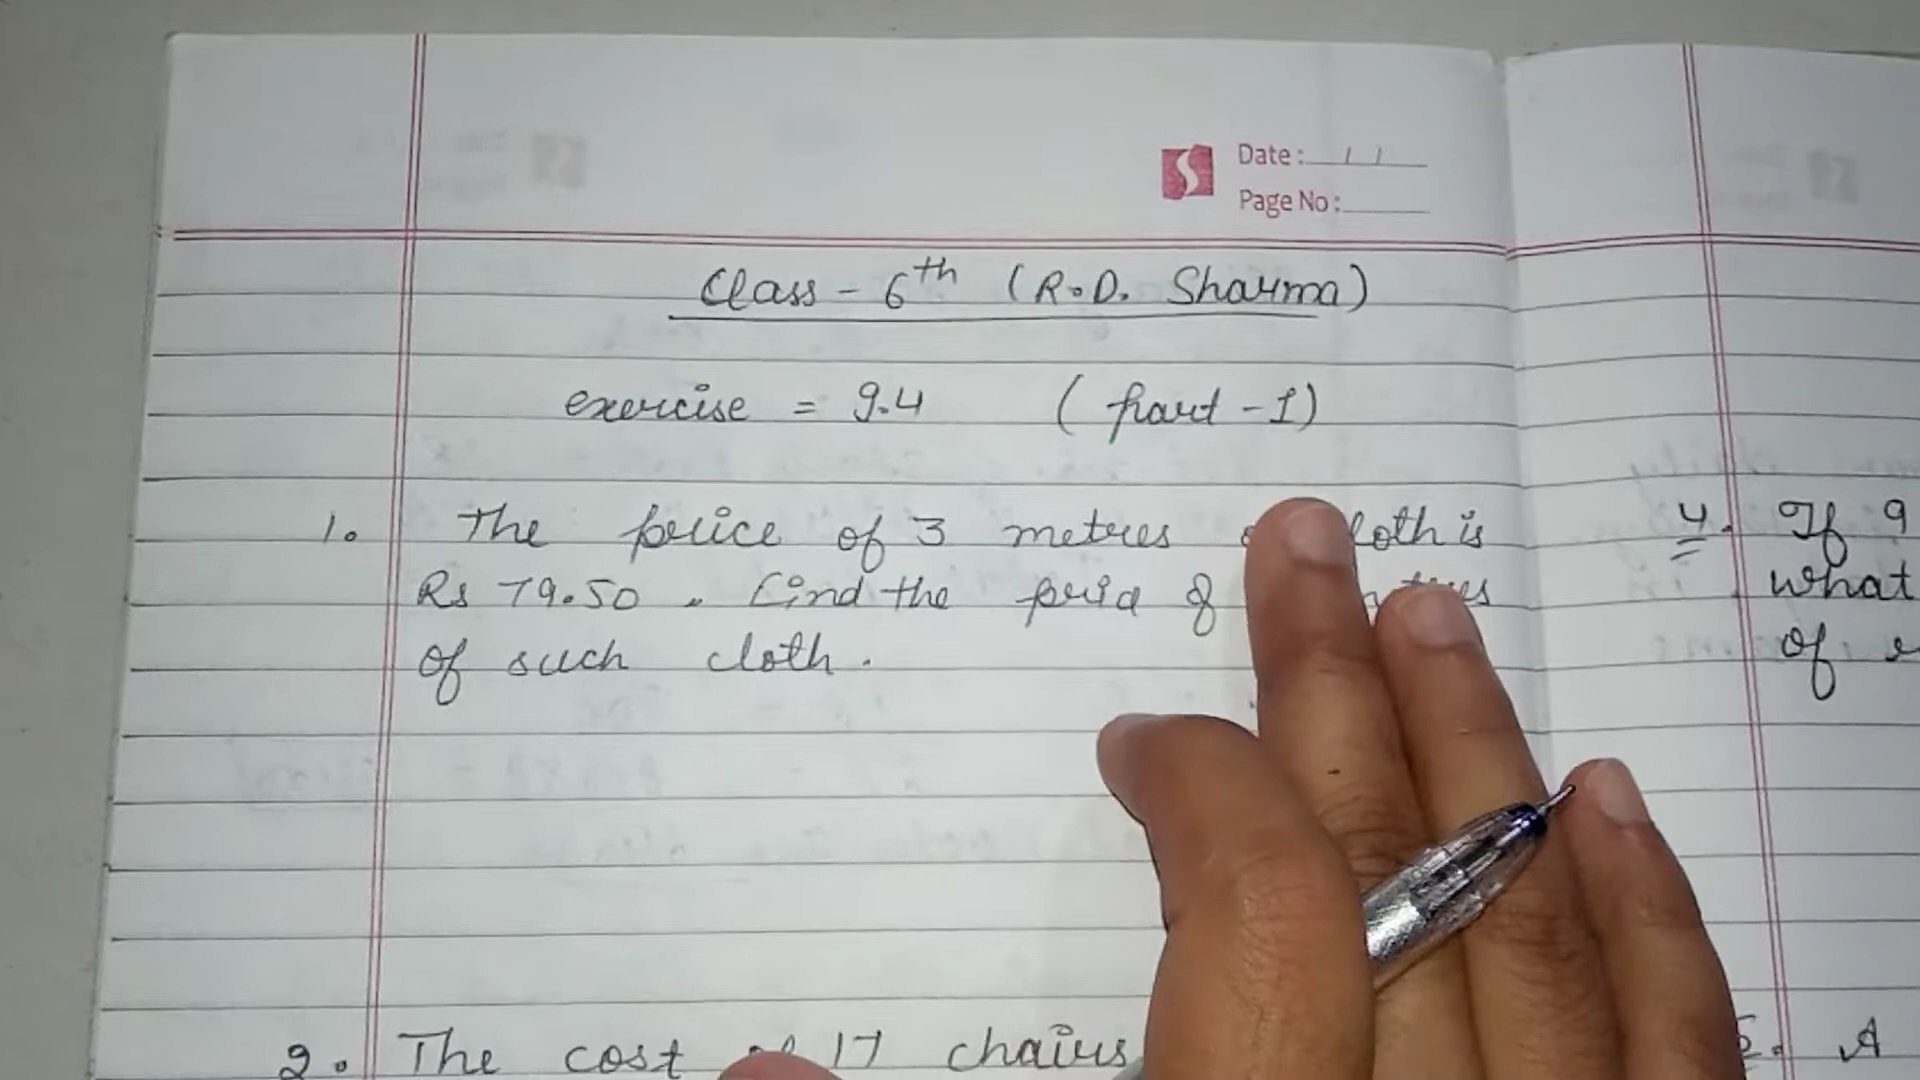 Date : / /
Page No :
Class - 6th (R.D. Sharma)
exercise = 9.4 (part - 1)
1. The price of 3 metres cloth is
Rs 79.50 . Find the price of
of such cloth.
2. The cost 17 chairs
4. If 9
what
of
5. A